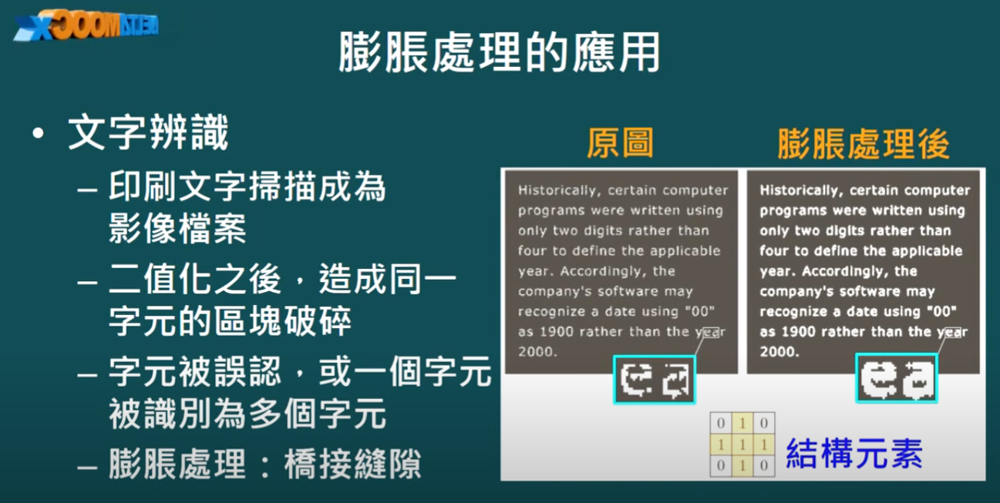 DELTAMOOCx
膨脹處理的應用
• 文字辨識
– 印刷文字掃描成為
影像檔案
– 二值化之後，造成同一
字元的區塊破碎
– 字元被誤認，或一個字元
被識別為多個字元
– 膨脹處理：橋接縫隙
原圖
Historically, certain computer
programs were written using
only two digits rather than
four to define the applicable
year. Accordingly, the
company's software may
recognize a date using "00"
as 1900 rather than the year
2000.
ea
膨脹處理後
Historically, certain computer
programs were written using
only two digits rather than
four to define the applicable
year. Accordingly, the
company's software may
recognize a date using "00"
as 1900 rather than the year
2000.
ea
0 1 0
1 1 1
0 1 0
結構元素